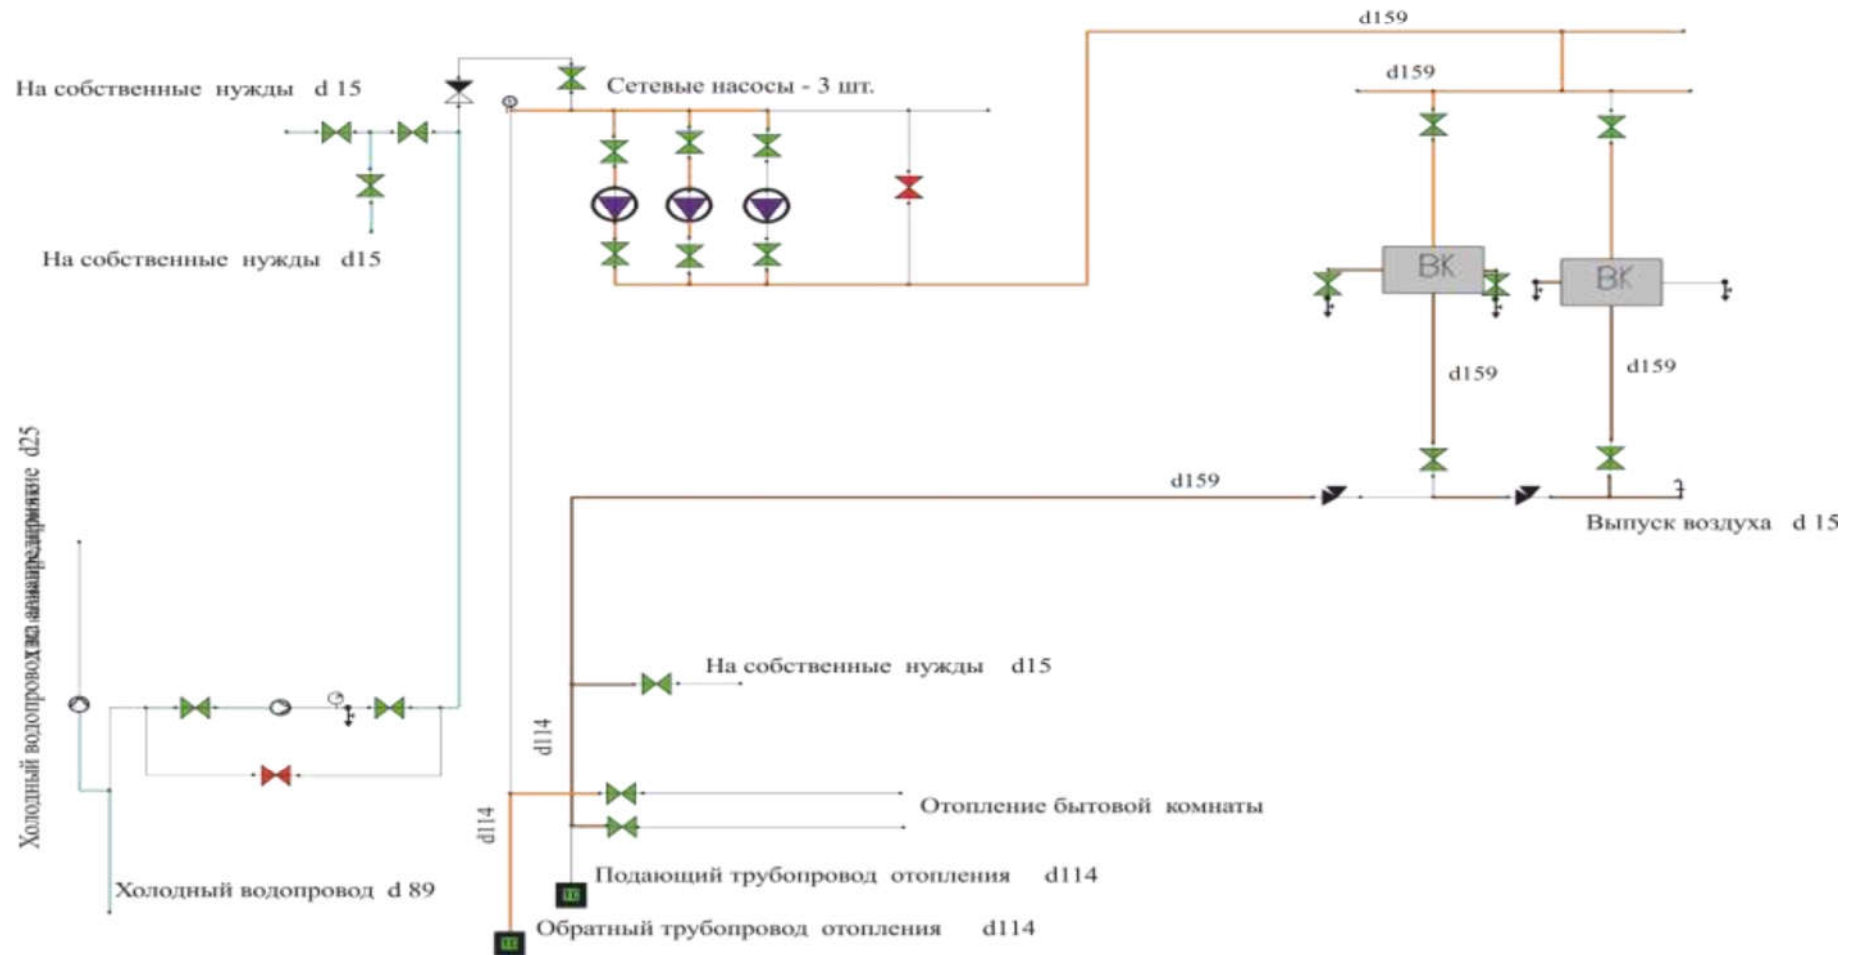 d159
d159
На собственные нужды d 15
Сетевые насосы - 3 шт.
На собственные нужды d15
ВК
ВК
d159
d159
d159
Выпуск воздуха d 15
Холодный водопровод d25
На собственные нужды d15
d114
d114
Отопление бытовой комнаты
Подающий трубопровод отопления d114
Холодный водопровод d 89
Обратный трубопровод отопления d114